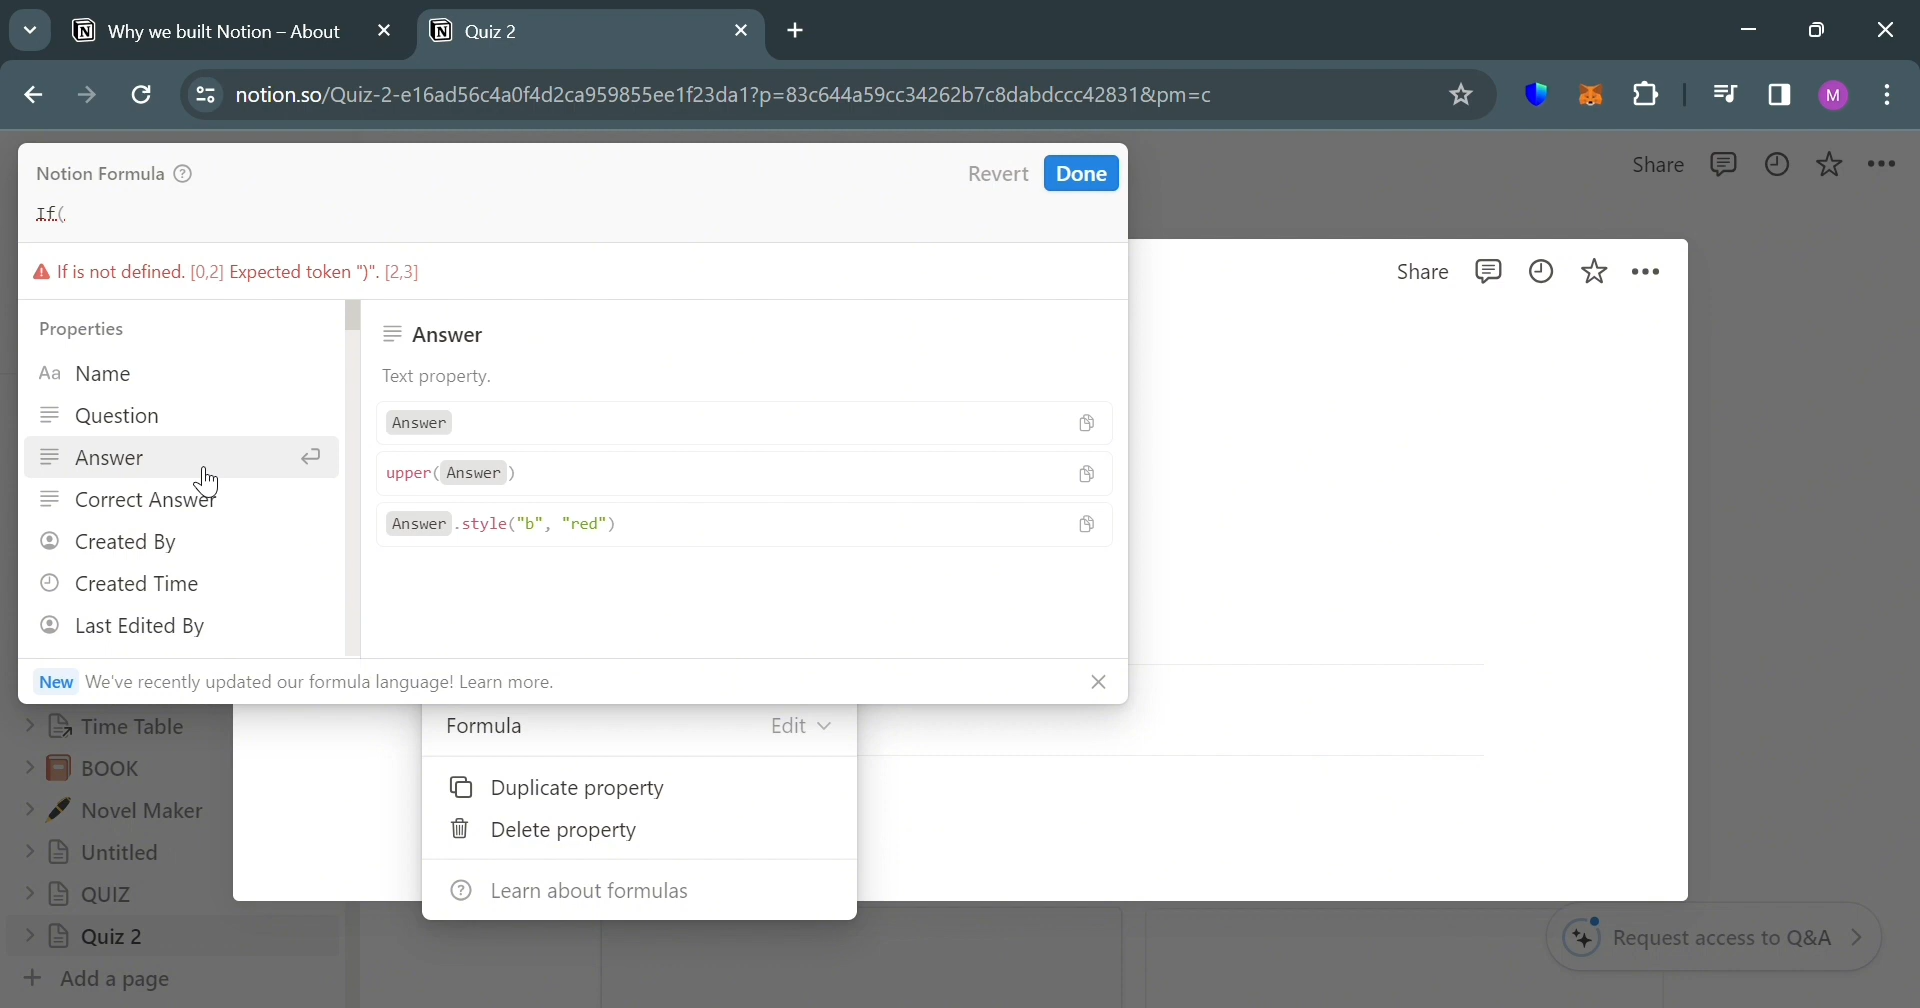 Why we built Notion – About
Quiz 2
notion.so/Quiz-2-e16ad56c4a0f4d2ca959855ee1f23da1?p=83c644a59cc34262b7c8dabdccc42831&pm=c
M
Share
Notion Formula
Revert
Done
If(
If is not defined. [0,2] Expected token ")". [2,3]
Share
Properties
Aa Name
Question
Answer
Correct Answer
Created By
Created Time
Last Edited By
Answer
Text property.
Answer
upper( Answer )
Answer .style("b", "red")
New We've recently updated our formula language! Learn more.
Formula
Edit
Duplicate property
Delete property
Learn about formulas
Time Table
BOOK
Novel Maker
Untitled
QUIZ
Quiz 2
Add a page
Request access to Q&A